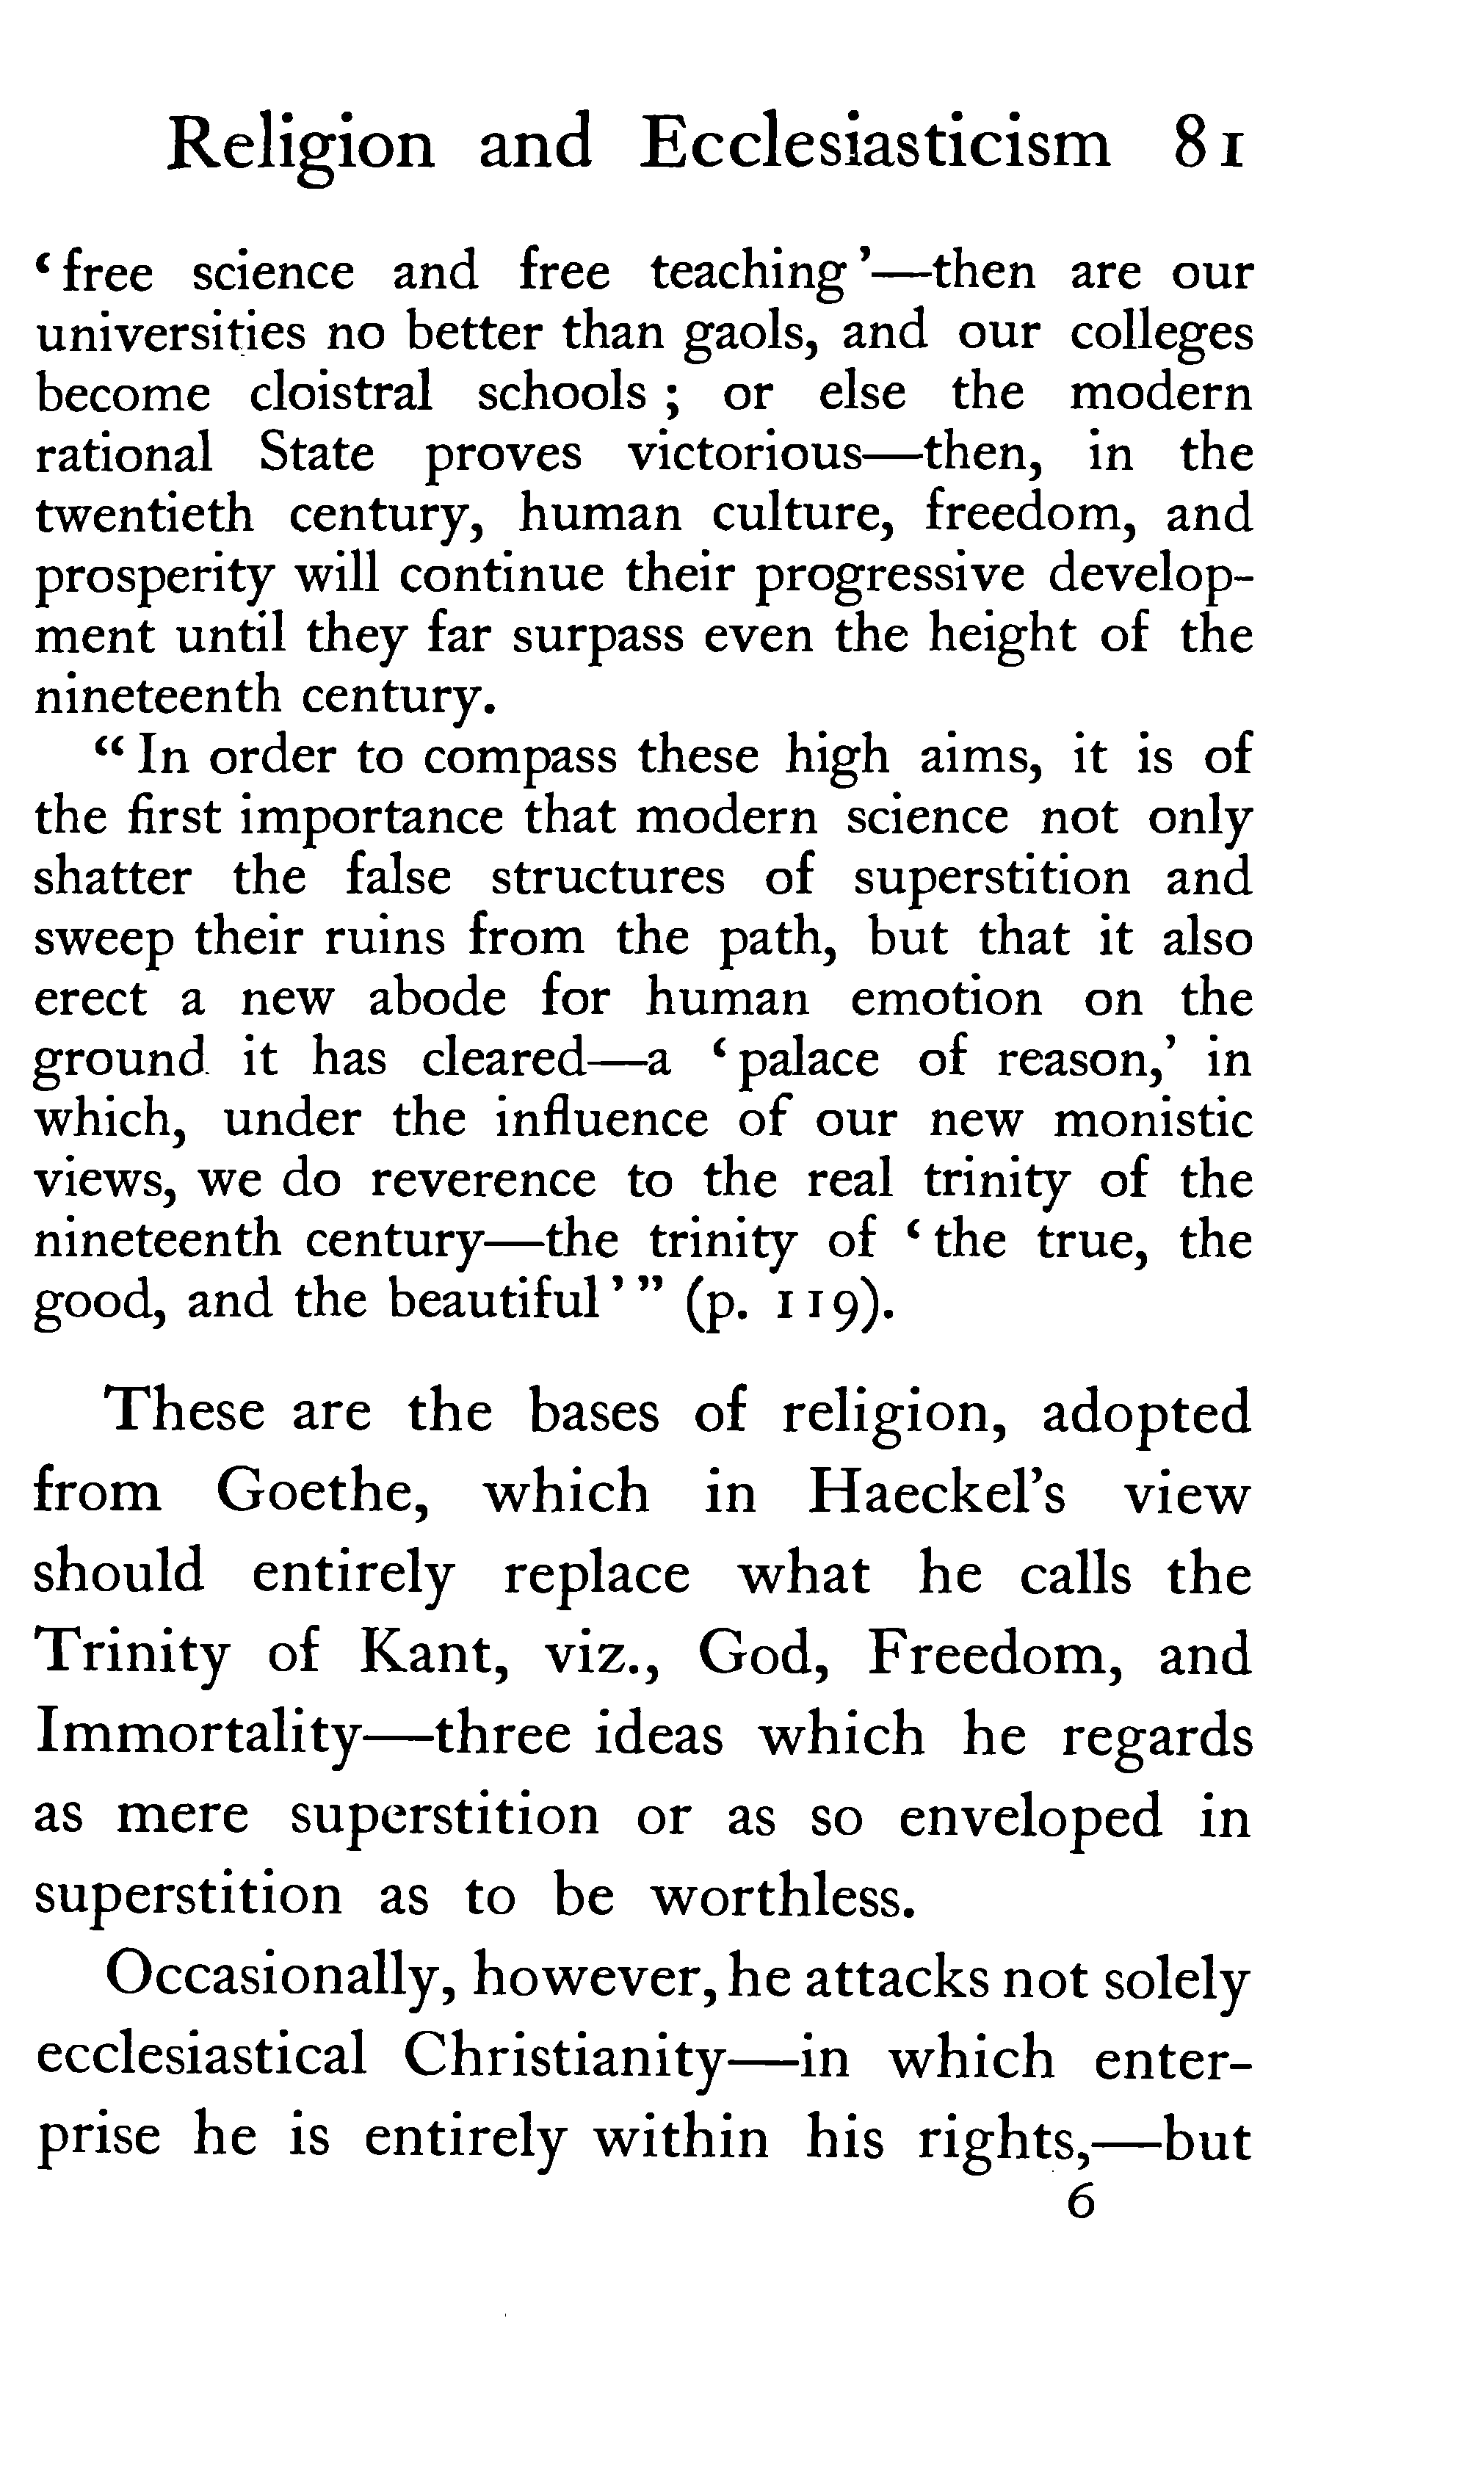 Religion and Ecclesiasticism 81
‘ free science and free teaching ’—then are our
universities no better than gaols, and our colleges
become cloistral schools ; or else the modern
rational State proves victorious—then, in the
twentieth century, human culture, freedom, and
prosperity will continue their progressive develop-
ment until they far surpass even the height of the
nineteenth century.
“ In order to compass these high aims, it is of
the first importance that modern science not only
shatter the false structures of superstition and
sweep their ruins from the path, but that it also
erect a new abode for human emotion on the
ground it has cleared—a ‘ palace of reason,’ in
which, under the influence of our new monistic
views, we do reverence to the real trinity of the
nineteenth century—the trinity of ‘ the true, the
good, and the beautiful ’ ” (p. 119).
These are the bases of religion, adopted
from Goethe, which in Haeckel’s view
should entirely replace what he calls the
Trinity of Kant, viz., God, Freedom, and
Immortality—three ideas which he regards
as mere superstition or as so enveloped in
superstition as to be worthless.
Occasionally, however, he attacks not solely
ecclesiastical Christianity—in which enter-
prise he is entirely within his rights,—but
6